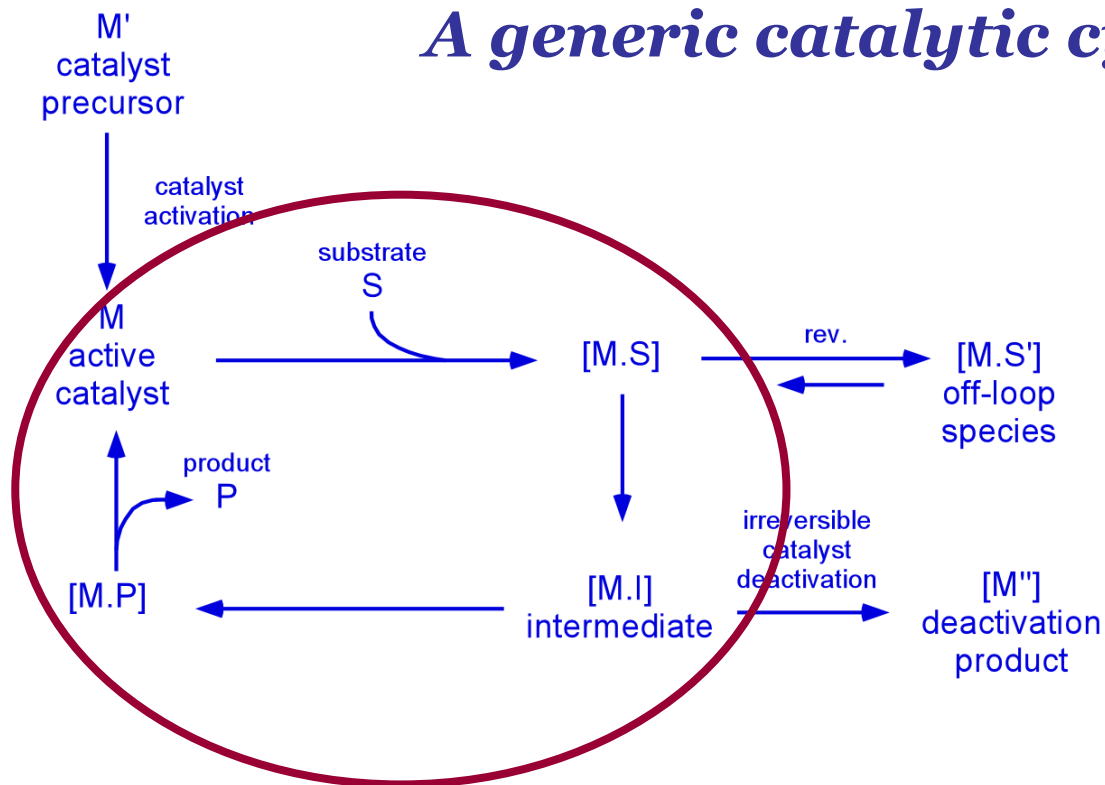 A generic catalytic
M'
catalyst
precursor
catalyst
activation
substrate
S
M
active
catalyst
[M.S]
rev.
[M.S']
off-loop
species
product
P
[M.P]
[M.I]
intermediate
irreversible
catalyst
deactivation
[M"]
deactivation
product